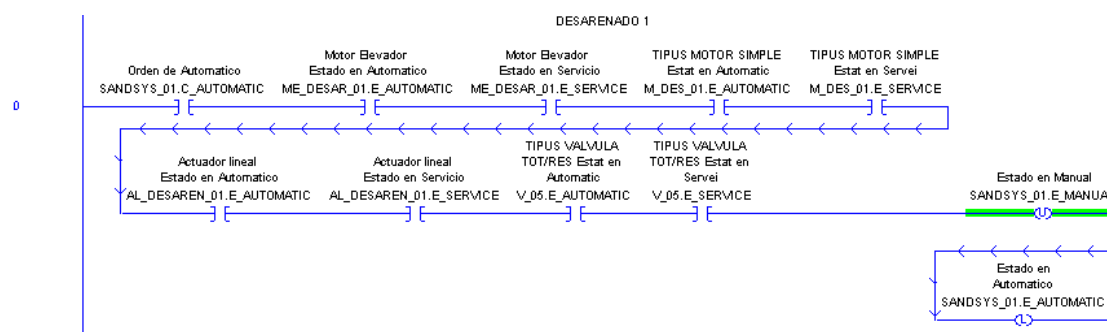 DESARENADO 1
Orden de Automatico
SANDSYS_01.C_AUTOMATIC
Motor Elevador
Estado en Automatico
ME_DESAR_01.E_AUTOMATIC
Motor Elevador
Estado en Servicio
ME_DESAR_01.E_SERVICE
TIPUS MOTOR SIMPLE
Estat en Automatic
M_DES_01.E_AUTOMATIC
TIPUS MOTOR SIMPLE
Estat en Servei
M_DES_01.E_SERVICE
0
Actuador lineal
Estado en Automatico
AL_DESAREN_01.E_AUTOMATIC
Actuador lineal
Estado en Servicio
AL_DESAREN_01.E_SERVICE
TIPUS VALVULA
TOT/RES Estat en
Automatic
V_05.E_AUTOMATIC
TIPUS VALVULA
TOT/RES Estat en
Servei
V_05.E_SERVICE
Estado en Manual
SANDSYS_01.E_MANUA
U
Estado en
Automatico
SANDSYS_01.E_AUTOMATIC
L